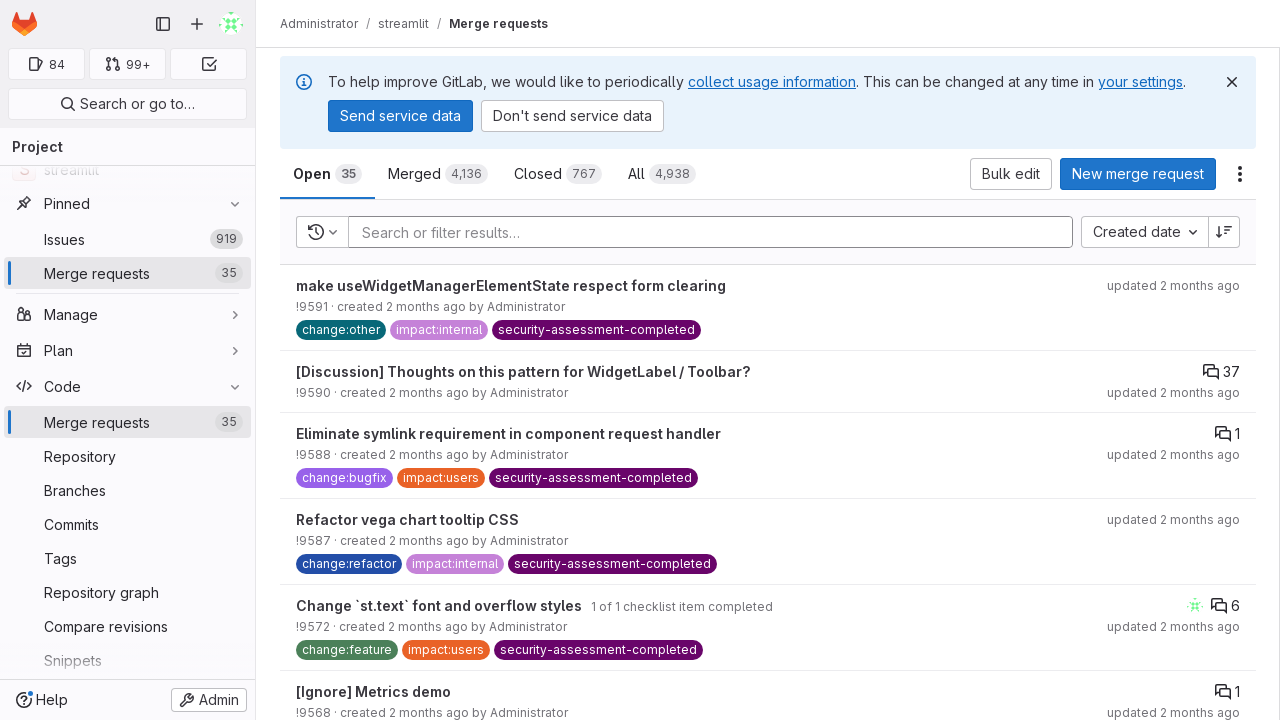 Administrator / streamlit / Merge requests
84
99+
Search or go to…
Project
S streamlit
Pinned
Issues 919
Merge requests 35
Manage
Plan
Code
Merge requests 35
Repository
Branches
Commits
Tags
Repository graph
Compare revisions
Snippets
Help
Admin
To help improve GitLab, we would like to periodically collect usage information. This can be changed at any time in your settings.
Send service data
Don't send service data
Open 35
Merged 4,136
Closed 767
All 4,938
Bulk edit
New merge request
Search or filter results…
Created date
make useWidgetManagerElementState respect form clearing
updated 2 months ago
!9591 · created 2 months ago by Administrator
change:other impact:internal security-assessment-completed
[Discussion] Thoughts on this pattern for WidgetLabel / Toolbar? 37
!9590 · created 2 months ago by Administrator updated 2 months ago
Eliminate symlink requirement in component request handler 1
!9588 · created 2 months ago by Administrator updated 2 months ago
change:bugfix impact:users security-assessment-completed
Refactor vega chart tooltip CSS updated 2 months ago
!9587 · created 2 months ago by Administrator
change:refactor impact:internal security-assessment-completed
Change `st.text` font and overflow styles 1 of 1 checklist item completed 6
!9572 · created 2 months ago by Administrator updated 2 months ago
change:feature impact:users security-assessment-completed
[Ignore] Metrics demo 1
!9568 · created 2 months ago by Administrator updated 2 months ago